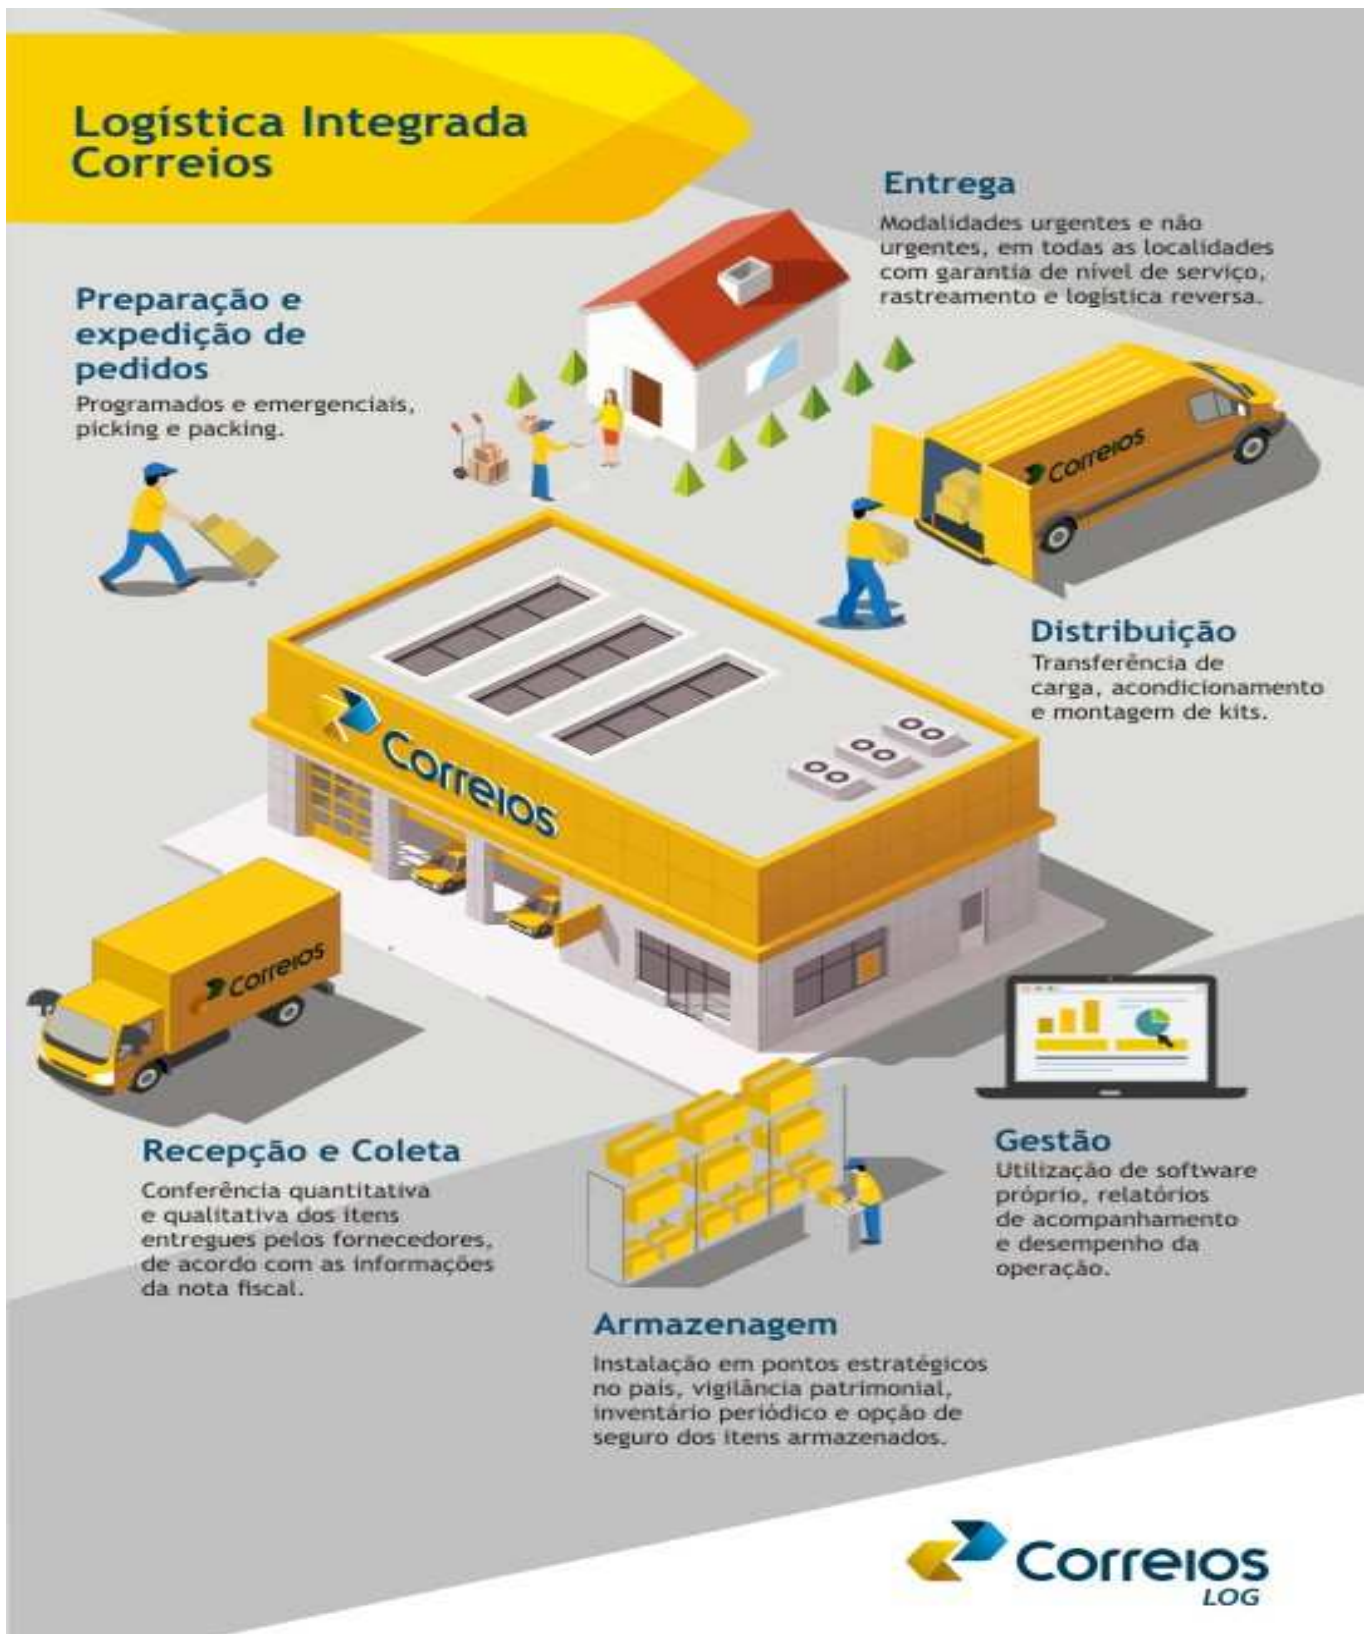 Logística Integrada
Correios
Entrega
Modalidades urgentes e não
urgentes, em todas as localidades
com garantia de nível de serviço,
rastreamento e logística reversa.
Preparação e
expedição de
pedidos
Programados e emergenciais,
picking e packing.
Correios
Distribuição
Transferência de
carga, acondicionamento
e montagem de kits.
Correios
Correios
Recepção e Coleta
Conferência quantitativa
e qualitativa dos itens
entregues pelos fornecedores,
de acordo com as informações
da nota fiscal.
Gestão
Utilização de software
próprio, relatórios
de acompanhamento
e desempenho da
operação.
Armazenagem
Instalação em pontos estratégicos
no país, vigilância patrimonial,
inventário periódico e opção de
seguro dos itens armazenados.
Correios
LOG